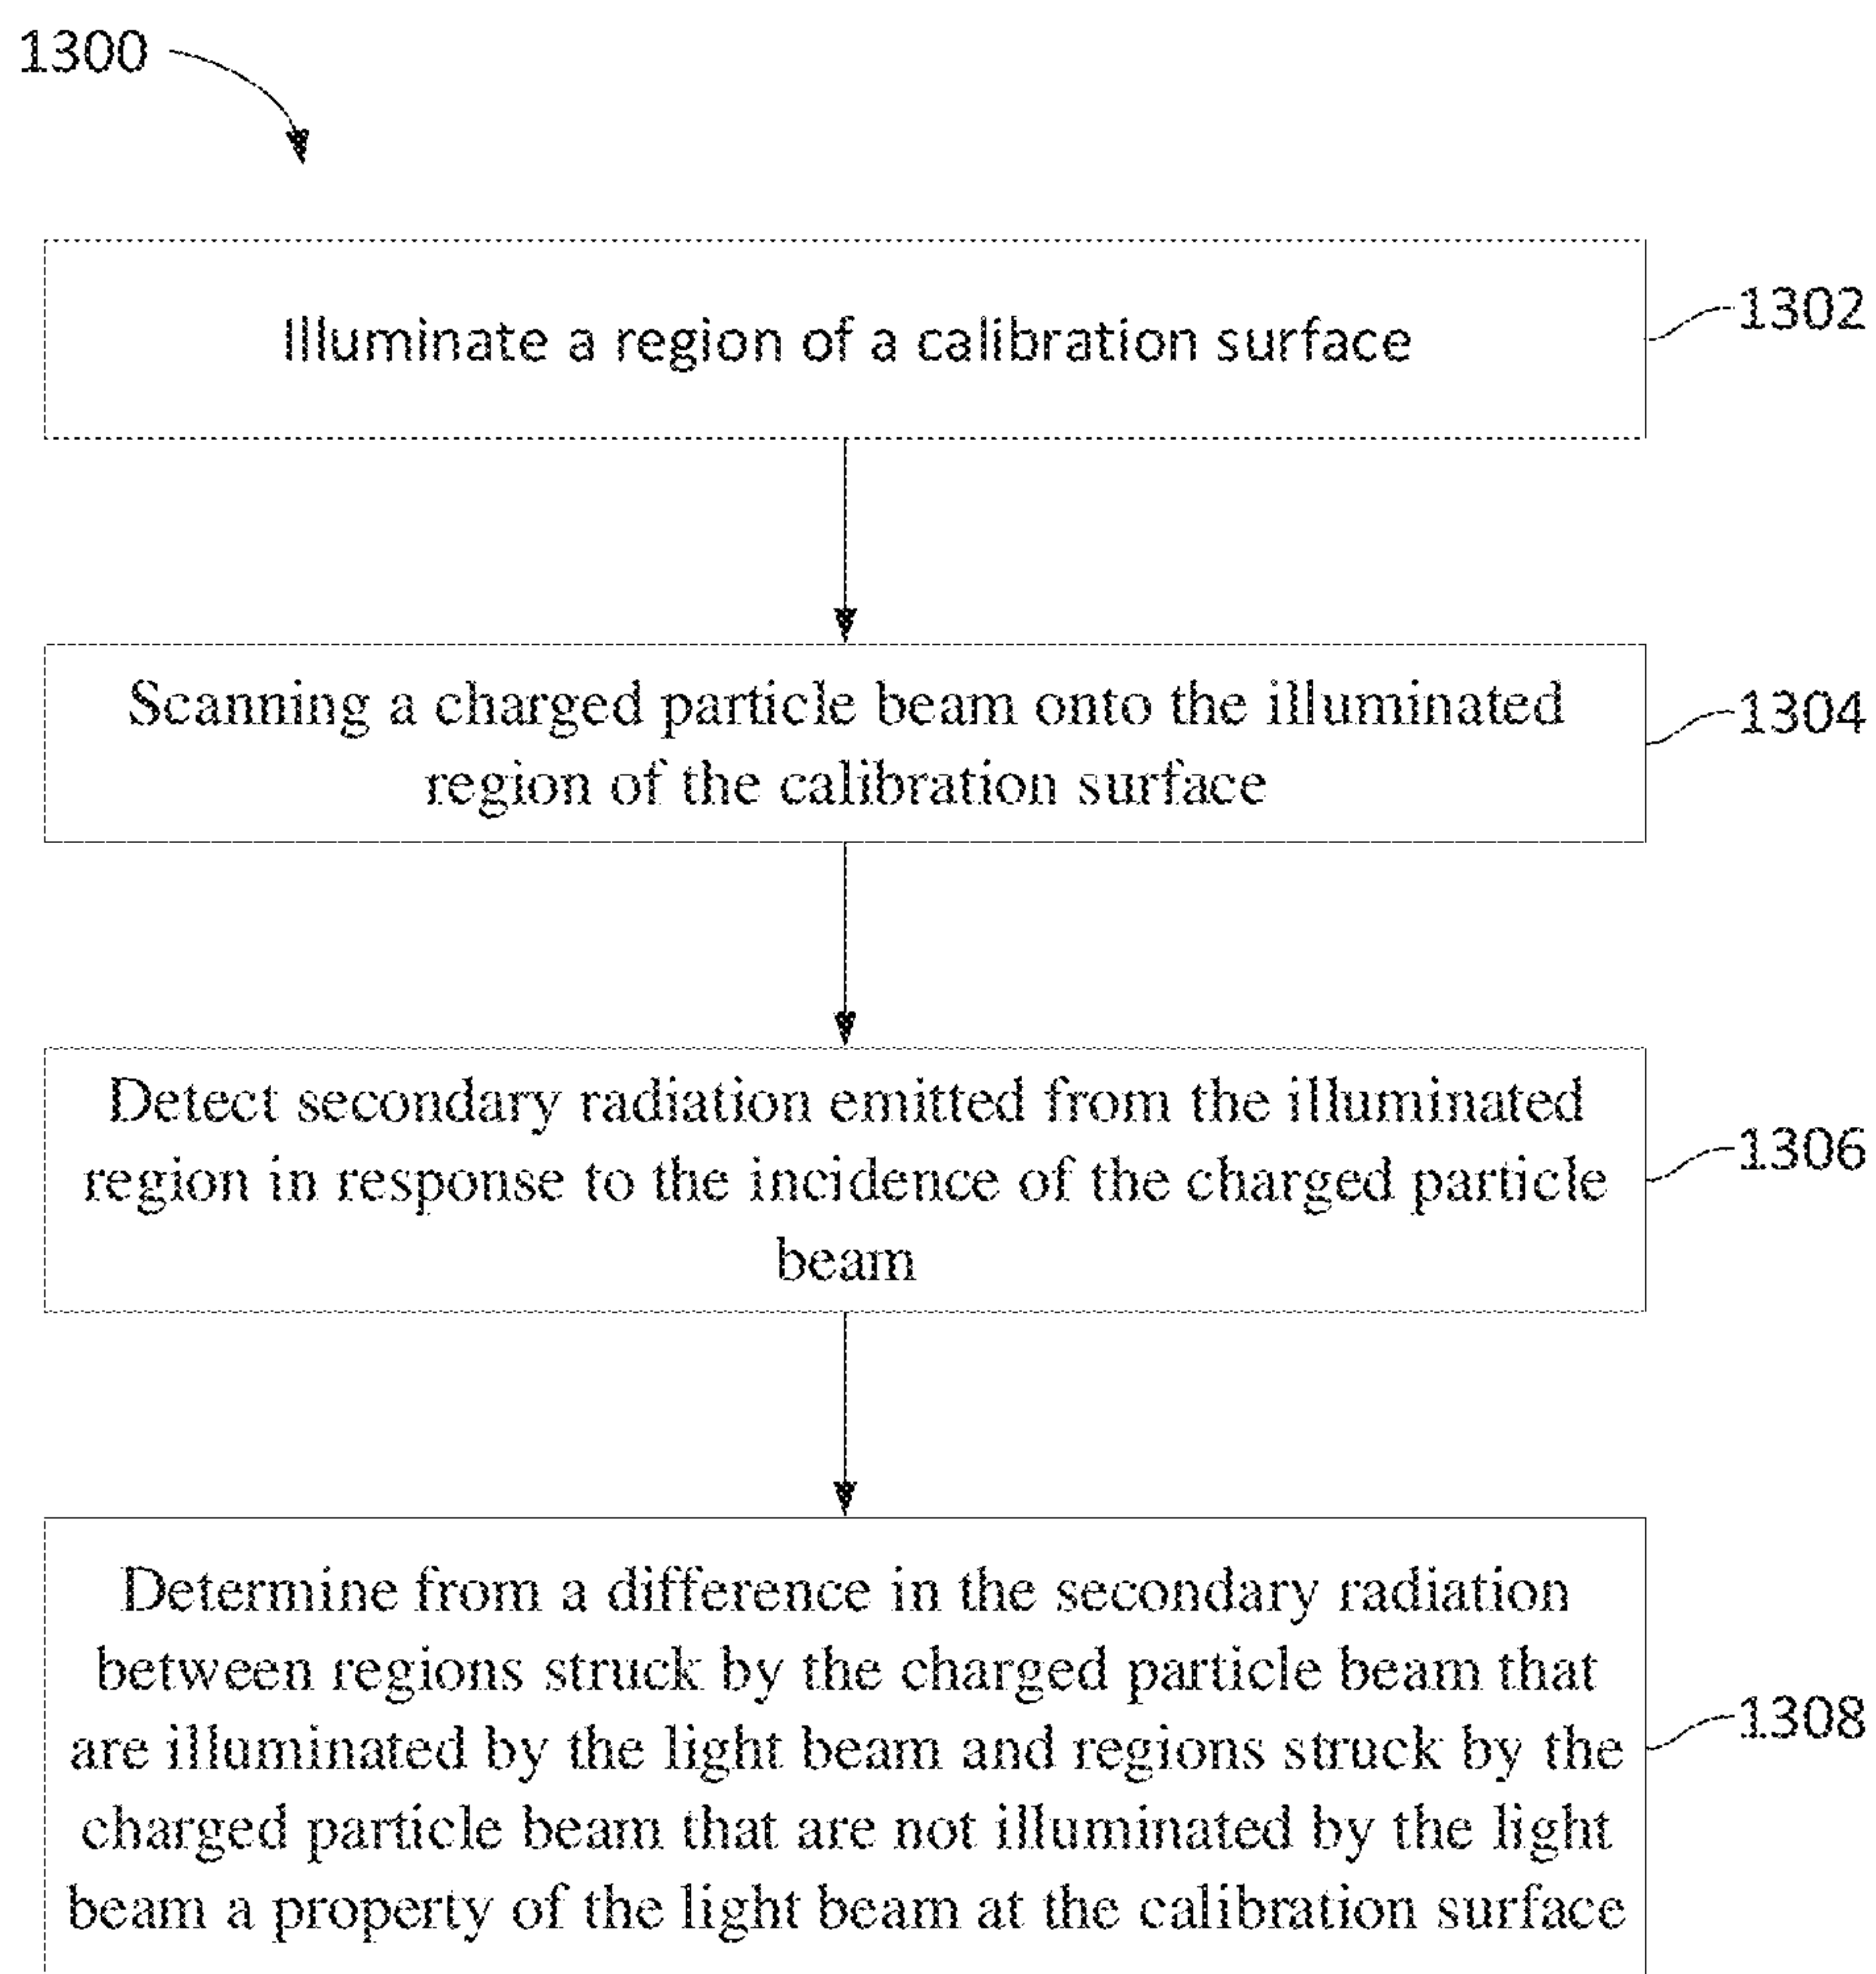 1300
Illuminate a region of a calibration surface
1302
Scanning a charged particle beam onto the illuminated
region of the calibration surface
1304
Detect secondary radiation emitted from the illuminated
region in response to the incidence of the charged particle
beam
1306
Determine from a difference in the secondary radiation
between regions struck by the charged particle beam that
are illuminated by the light beam and regions struck by the
charged particle beam that are not illuminated by the light
beam a property of the light beam at the calibration surface
1308